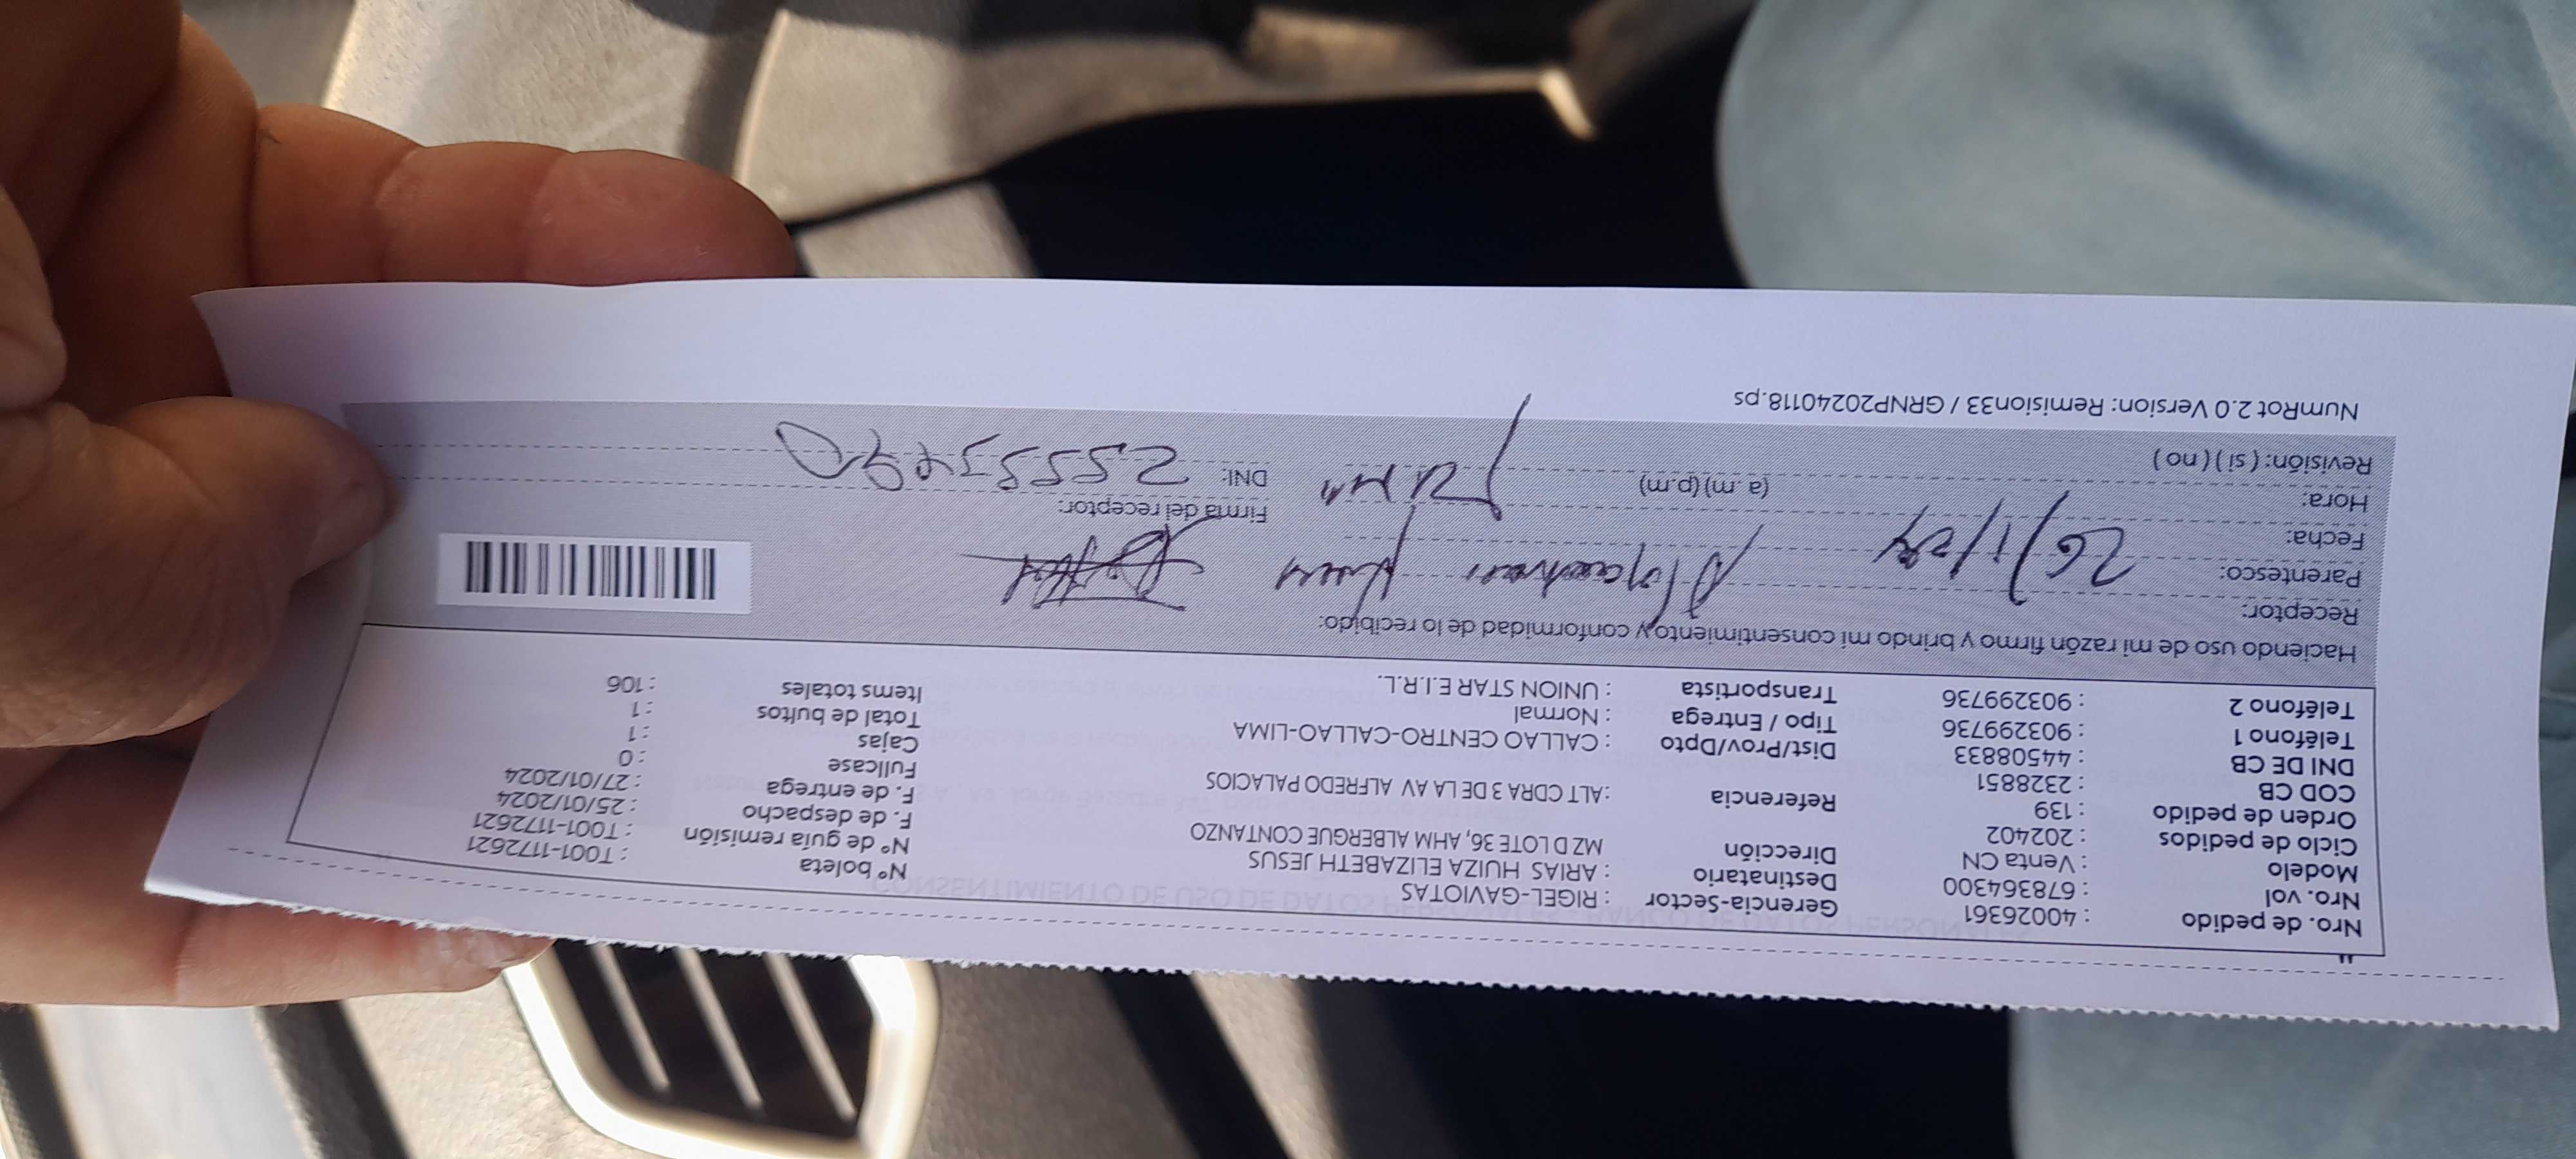 Nro. de pedido : 40026361 Gerencia-Sector : RIGEL-GAVIOTAS N° boleta : T001-1172621
Nro. vol : 678364300 Destinatario : ARIAS HUIZA ELIZABETH JESUS N° de guía remisión : T001-1172621
Modelo : Venta CN Dirección MZ D LOTE 36, AHM ALBERGUE CONTANZO F. de despacho : 25/01/2024
Ciclo de pedidos : 202402 Referencia : ALT CDRA 3 DE LA AV ALFREDO PALACIOS F. de entrega : 27/01/2024
Orden de pedido : 139 Dist/Prov/Dpto : CALLAO CENTRO-CALLAO-LIMA Fullcase : 0
COD CB : 2328851 Tipo / Entrega : Normal Cajas : 1
DNI DE CB : 44508833 Transportista : UNION STAR E.I.R.L. Total de bultos : 1
Teléfono 1 : 903299736 Items totales : 106
Teléfono 2 : 903299736
Haciendo uso de mi razón firmo y brindo mi consentimiento y conformidad de lo recibido:
Receptor:
Parentesco:
Fecha: 26/1/24 Firma del receptor:
Hora: (a.m)(p.m) DNI:
Revisión: ( si ) ( no )
NumRot 2.0 Version: Remision33 / GRNP20240118.ps